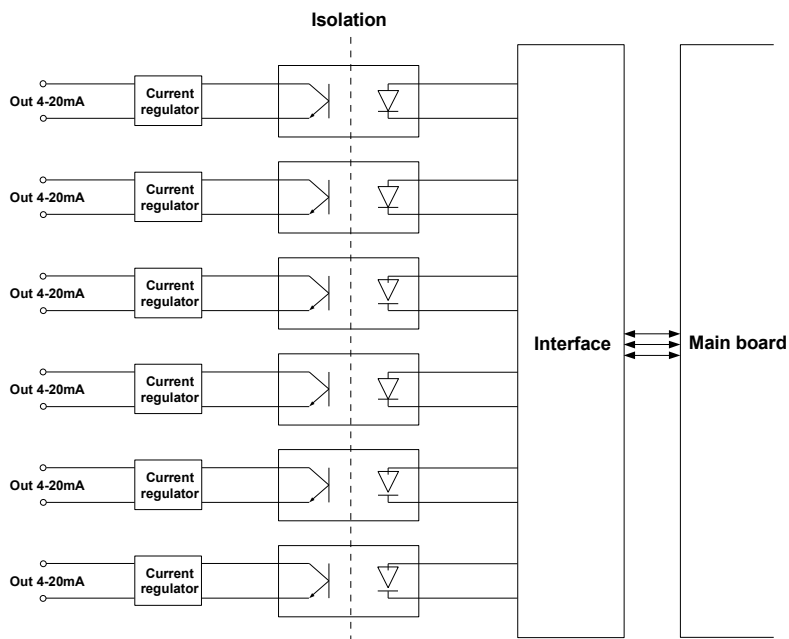 Isolation
Out 4-20mA
Current
regulator
Out 4-20mA
Current
regulator
Out 4-20mA
Current
regulator
Interface
Main board
Out 4-20mA
Current
regulator
Out 4-20mA
Current
regulator
Out 4-20mA
Current
regulator